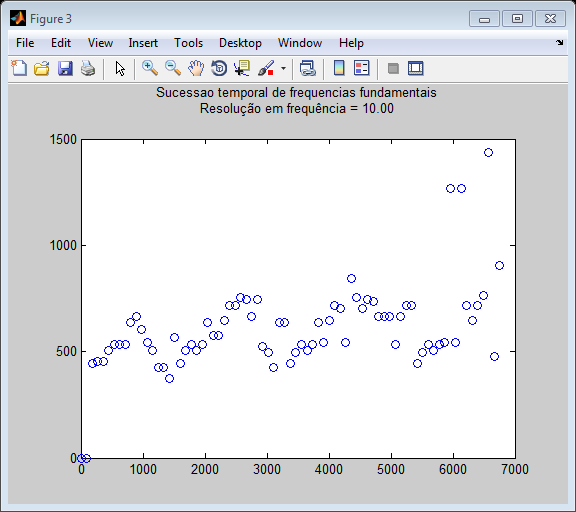 Figure 3
File Edit View Insert Tools Desktop Window Help
Sucessao temporal de frequencias fundamentais
Resolução em frequência = 10.00
1500
1000
500
0
0 1000 2000 3000 4000 5000 6000 7000